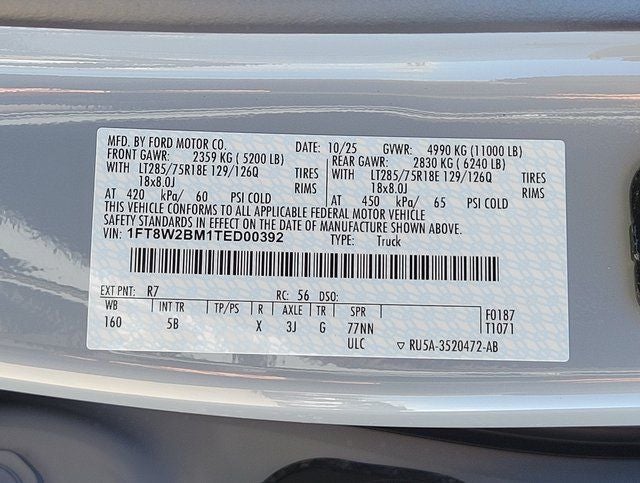 MFD. BY FORD MOTOR CO. DATE: 10/25 GVWR: 4990 KG (11000 LB)
FRONT GAWR: 2359 KG ( 5200 LB) REAR GAWR: 2830 KG ( 6240 LB)
WITH LT285/75R18E 129/126Q TIRES LT285/75R18E 129/126Q TIRES
18x8.0J RIMS WITH 18x8.0J RIMS
AT 420 kPa/ 60 PSI COLD AT 450 kPa/ 65 PSI COLD
THIS VEHICLE CONFORMS TO ALL APPLICABLE FEDERAL MOTOR VEHICLE
SAFETY STANDARDS IN EFFECT ON THE DATE OF MANUFACTURE SHOWN ABOVE.
VIN: 1FT8W2BM1TED00392 TYPE: Truck
EXT PNT: R7 RC: 56 DSO:
WB INT TR TP/PS R AXLE TR SPR F0187
160 5B X 3J G 77NN T1071
ULC ▽ RU5A-3520472-AB